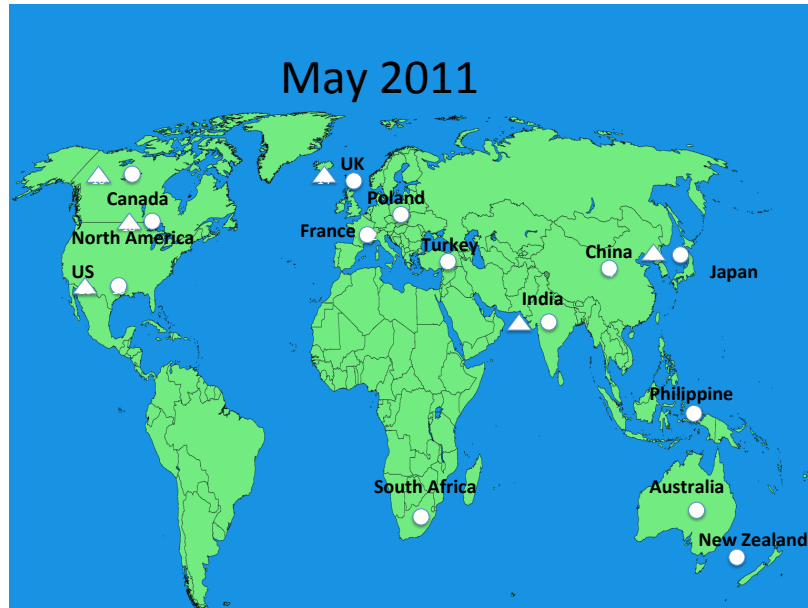 May 2011
UK
Canada
Poland
North America
France
Turkey
China
US
Japan
India
Philippine
South Africa
Australia
New Zealand